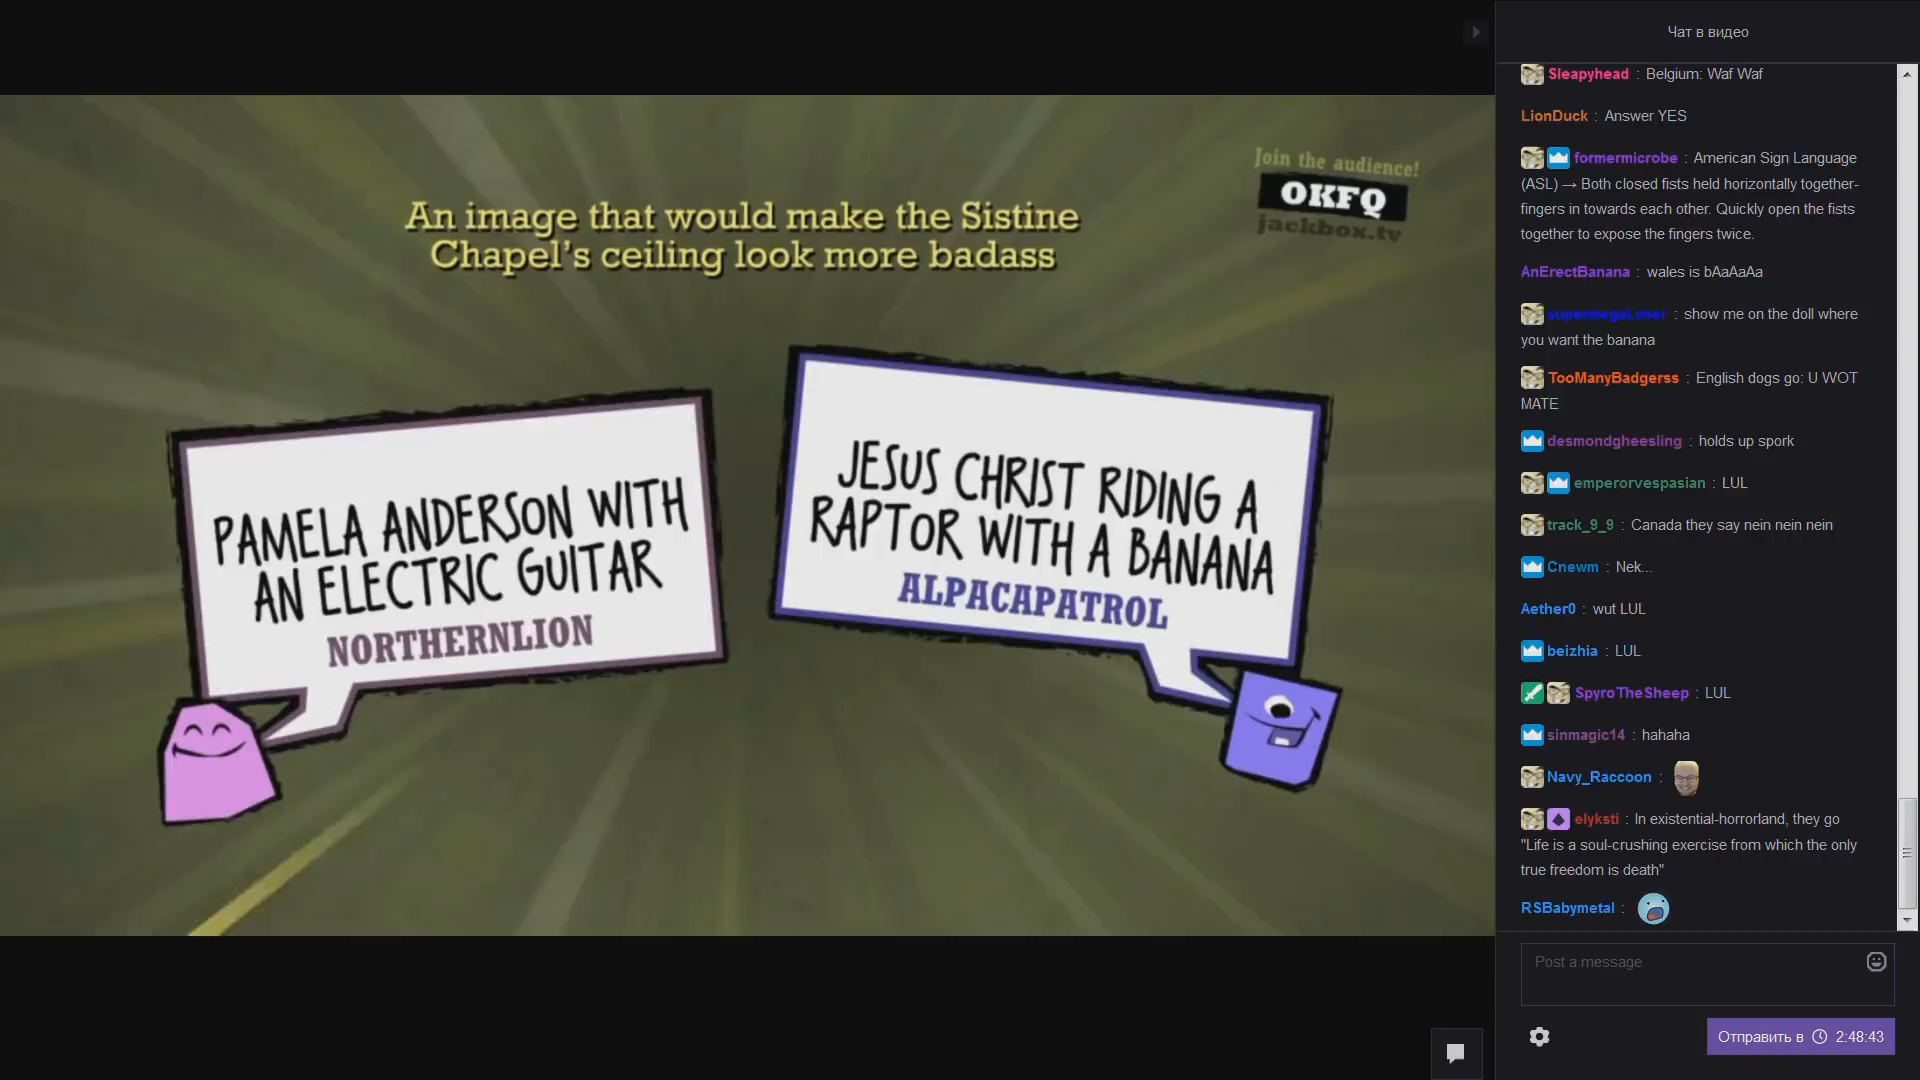 An image that would make the Sistine
Chapel's ceiling look more badass
Join the audience!
OKFQ
jackbox.tv
PAMELA ANDERSON WITH
AN ELECTRIC GUITAR
NORTHERNLION
JESUS CHRIST RIDING A
RAPTOR WITH A BANANA
ALPACAPATROL
Чат в видео
Sleapyhead : Belgium: Waf Waf
LionDuck : Answer YES
formermicrobe : American Sign Language
(ASL) → Both closed fists held horizontally together-
fingers in towards each other. Quickly open the fists
together to expose the fingers twice.
AnErectBanana : wales is bAaAaAa
supermegaLoser : show me on the doll where
you want the banana
TooManyBadgerss : English dogs go: U WOT
MATE
desmondgheesling : holds up spork
emperorvespasian : LUL
track_9_9 : Canada they say nein nein nein
Cnewm : Nek...
Aether0 : wut LUL
beizhia : LUL
SpyroTheSheep : LUL
sinmagic14 : hahaha
Navy_Raccoon :
elyksti : In existential-horrorland, they go
"Life is a soul-crushing exercise from which the only
true freedom is death"
RSBabymetal :
Post a message
Отправить в 2:48:43